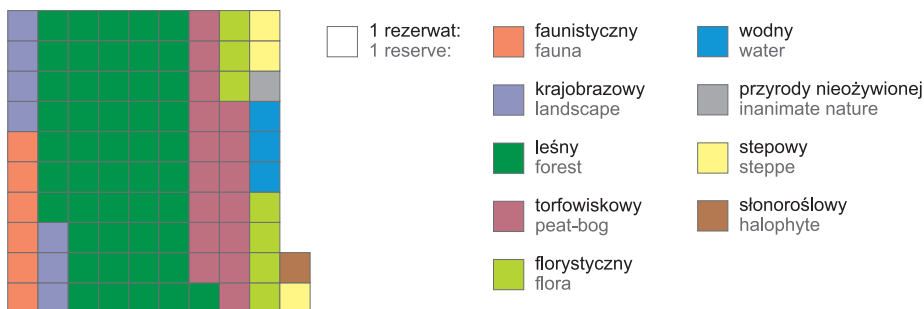 1 rezerwat:
1 reserve:
faunistyczny
fauna
krajobrazowy
landscape
leśny
forest
torfowiskowy
peat-bog
florystyczny
flora
wodny
water
przyrody nieożywionej
inanimate nature
stepowy
steppe
słonoroślowy
halophyte